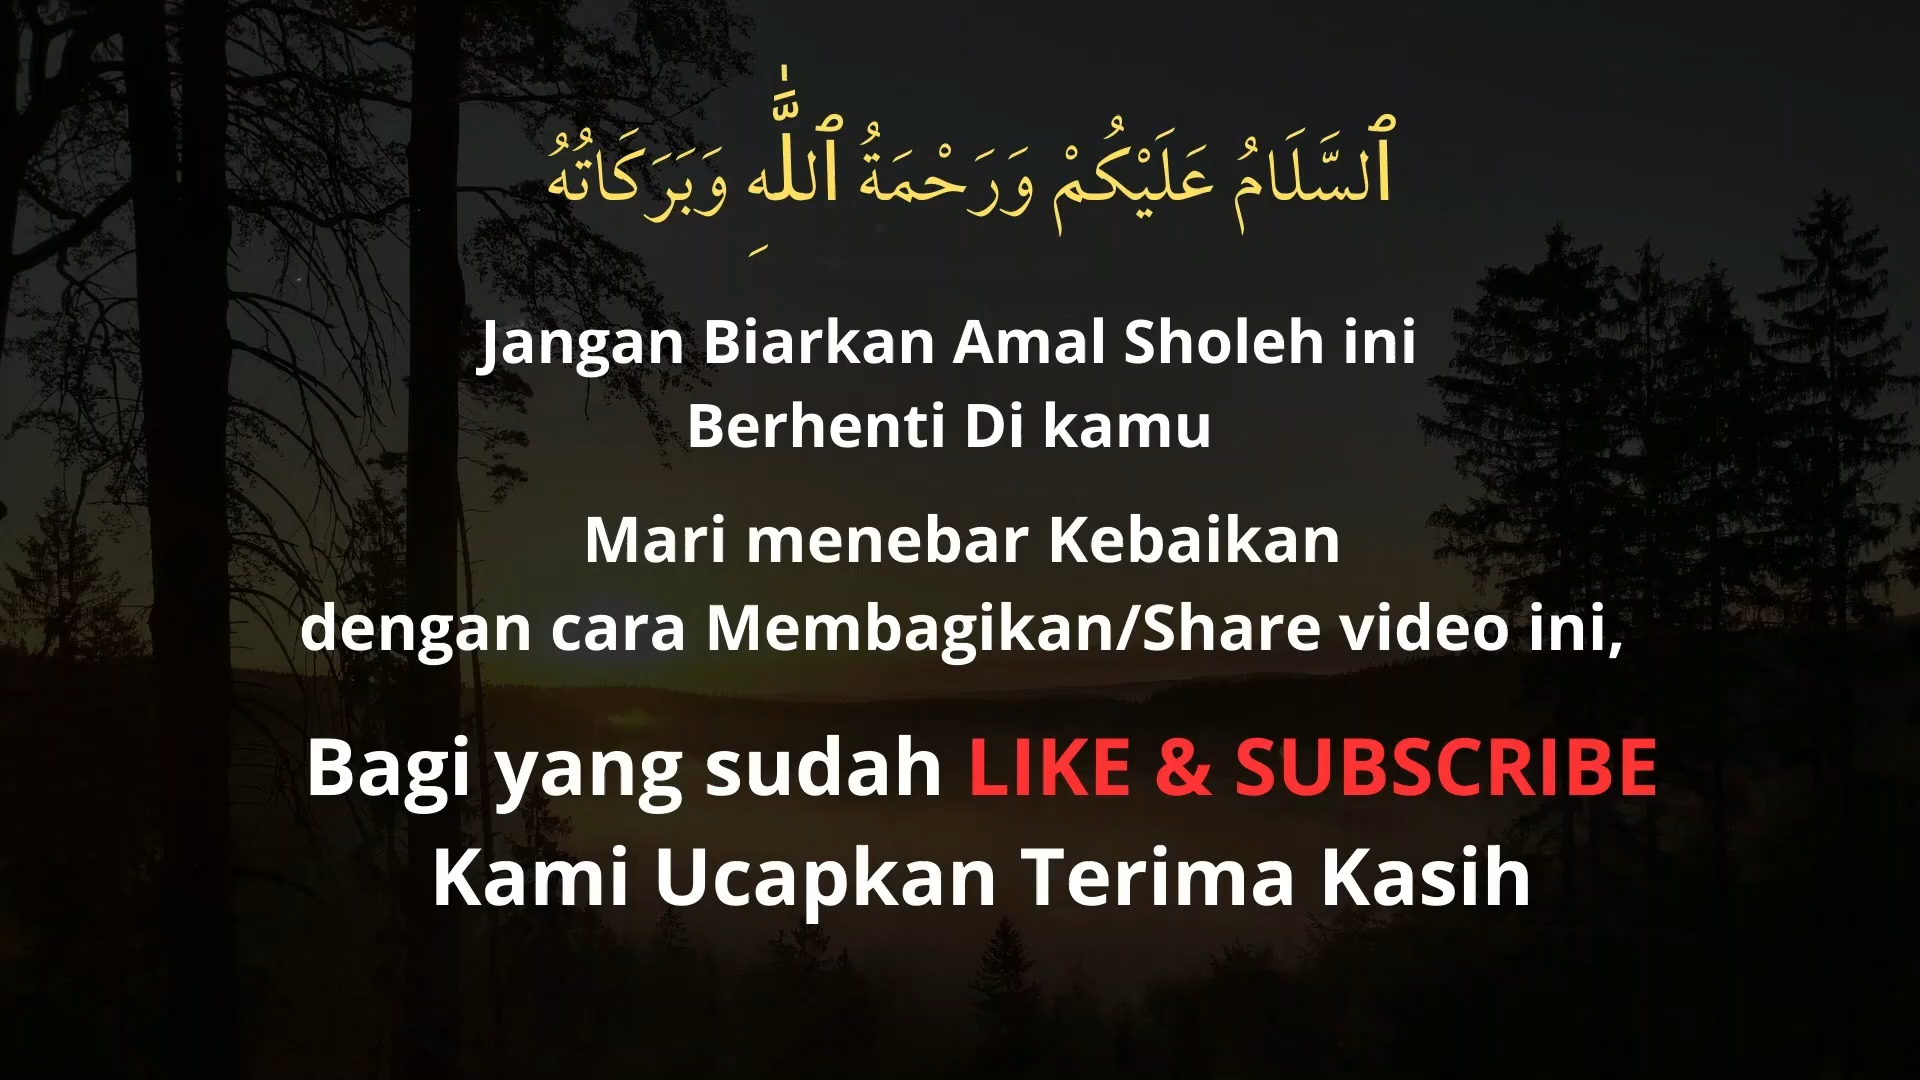 ٱلسَّلَامُ عَلَيْكُمْ وَرَحْمَةُ ٱللَّٰهِ وَبَرَكَاتُهُ
Jangan Biarkan Amal Sholeh ini
Berhenti Di kamu
Mari menebar Kebaikan
dengan cara Membagikan/Share video ini,
Bagi yang sudah LIKE & SUBSCRIBE
Kami Ucapkan Terima Kasih